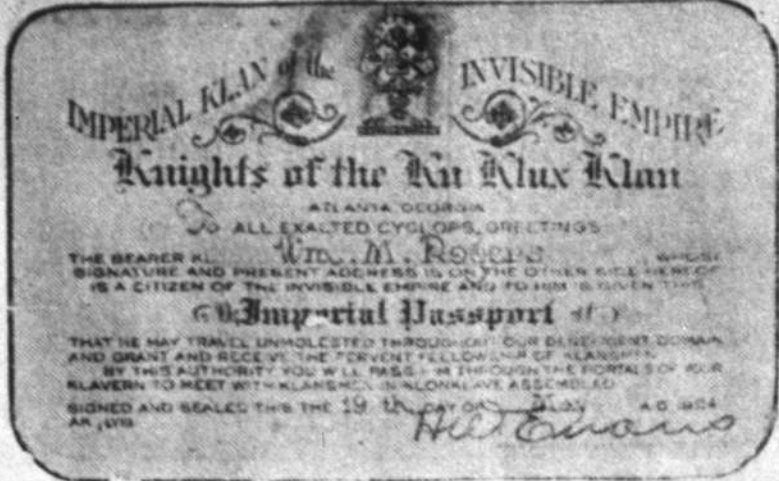 IMPERIAL KLAN of the INVISIBLE EMPIRE
Knights of the Ku Klux Klan
ATLANTA GEORGIA
To ALL EXALTED CYCLOPS, GREETINGS
THE BEARER KL. Wm. M. Rogers, WHOSE
SIGNATURE AND PRESENT ADDRESS IS ON THE OTHER SIDE HEREOF
IS A CITIZEN OF THE INVISIBLE EMPIRE AND TO HIM IS GIVEN THIS
Imperial Passport
THAT HE MAY TRAVEL UNMOLESTED THROUGHOUT OUR BENEFICENT DOMAIN
AND GRANT AND RECEIVE THE FERVENT FELLOWSHIP OF KLANSMEN
BY THIS AUTHORITY YOU WILL PASS HIM THROUGH THE PORTALS OF YOUR
KLAVERN TO MEET WITH KLANSMEN IN KLONKLAVE ASSEMBLED
SIGNED AND SEALED THIS THE 19 th DAY OF A.D.
HW Evans